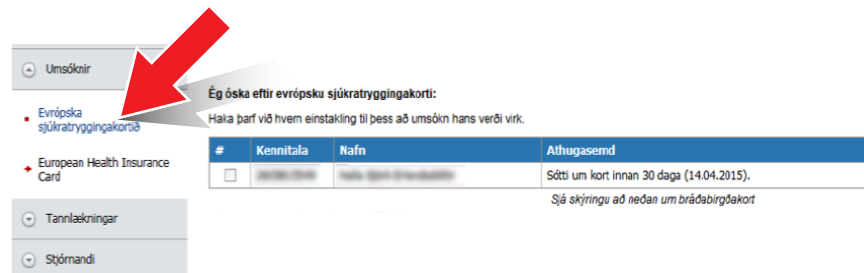 Umsóknir
Evrópska
sjúkratryggingakortið
European Health Insurance
Card
Tannlækningar
Stjórnandi
Ég óska eftir evrópsku sjúkratryggingakorti:
Haka þarf við hvern einstakling til þess að umsókn hans verði virk.
# Kennitala Nafn Athugasemd
Sótti um kort innan 30 daga (14.04.2015).
Sjá skýringu að neðan um bráðabirgðakort